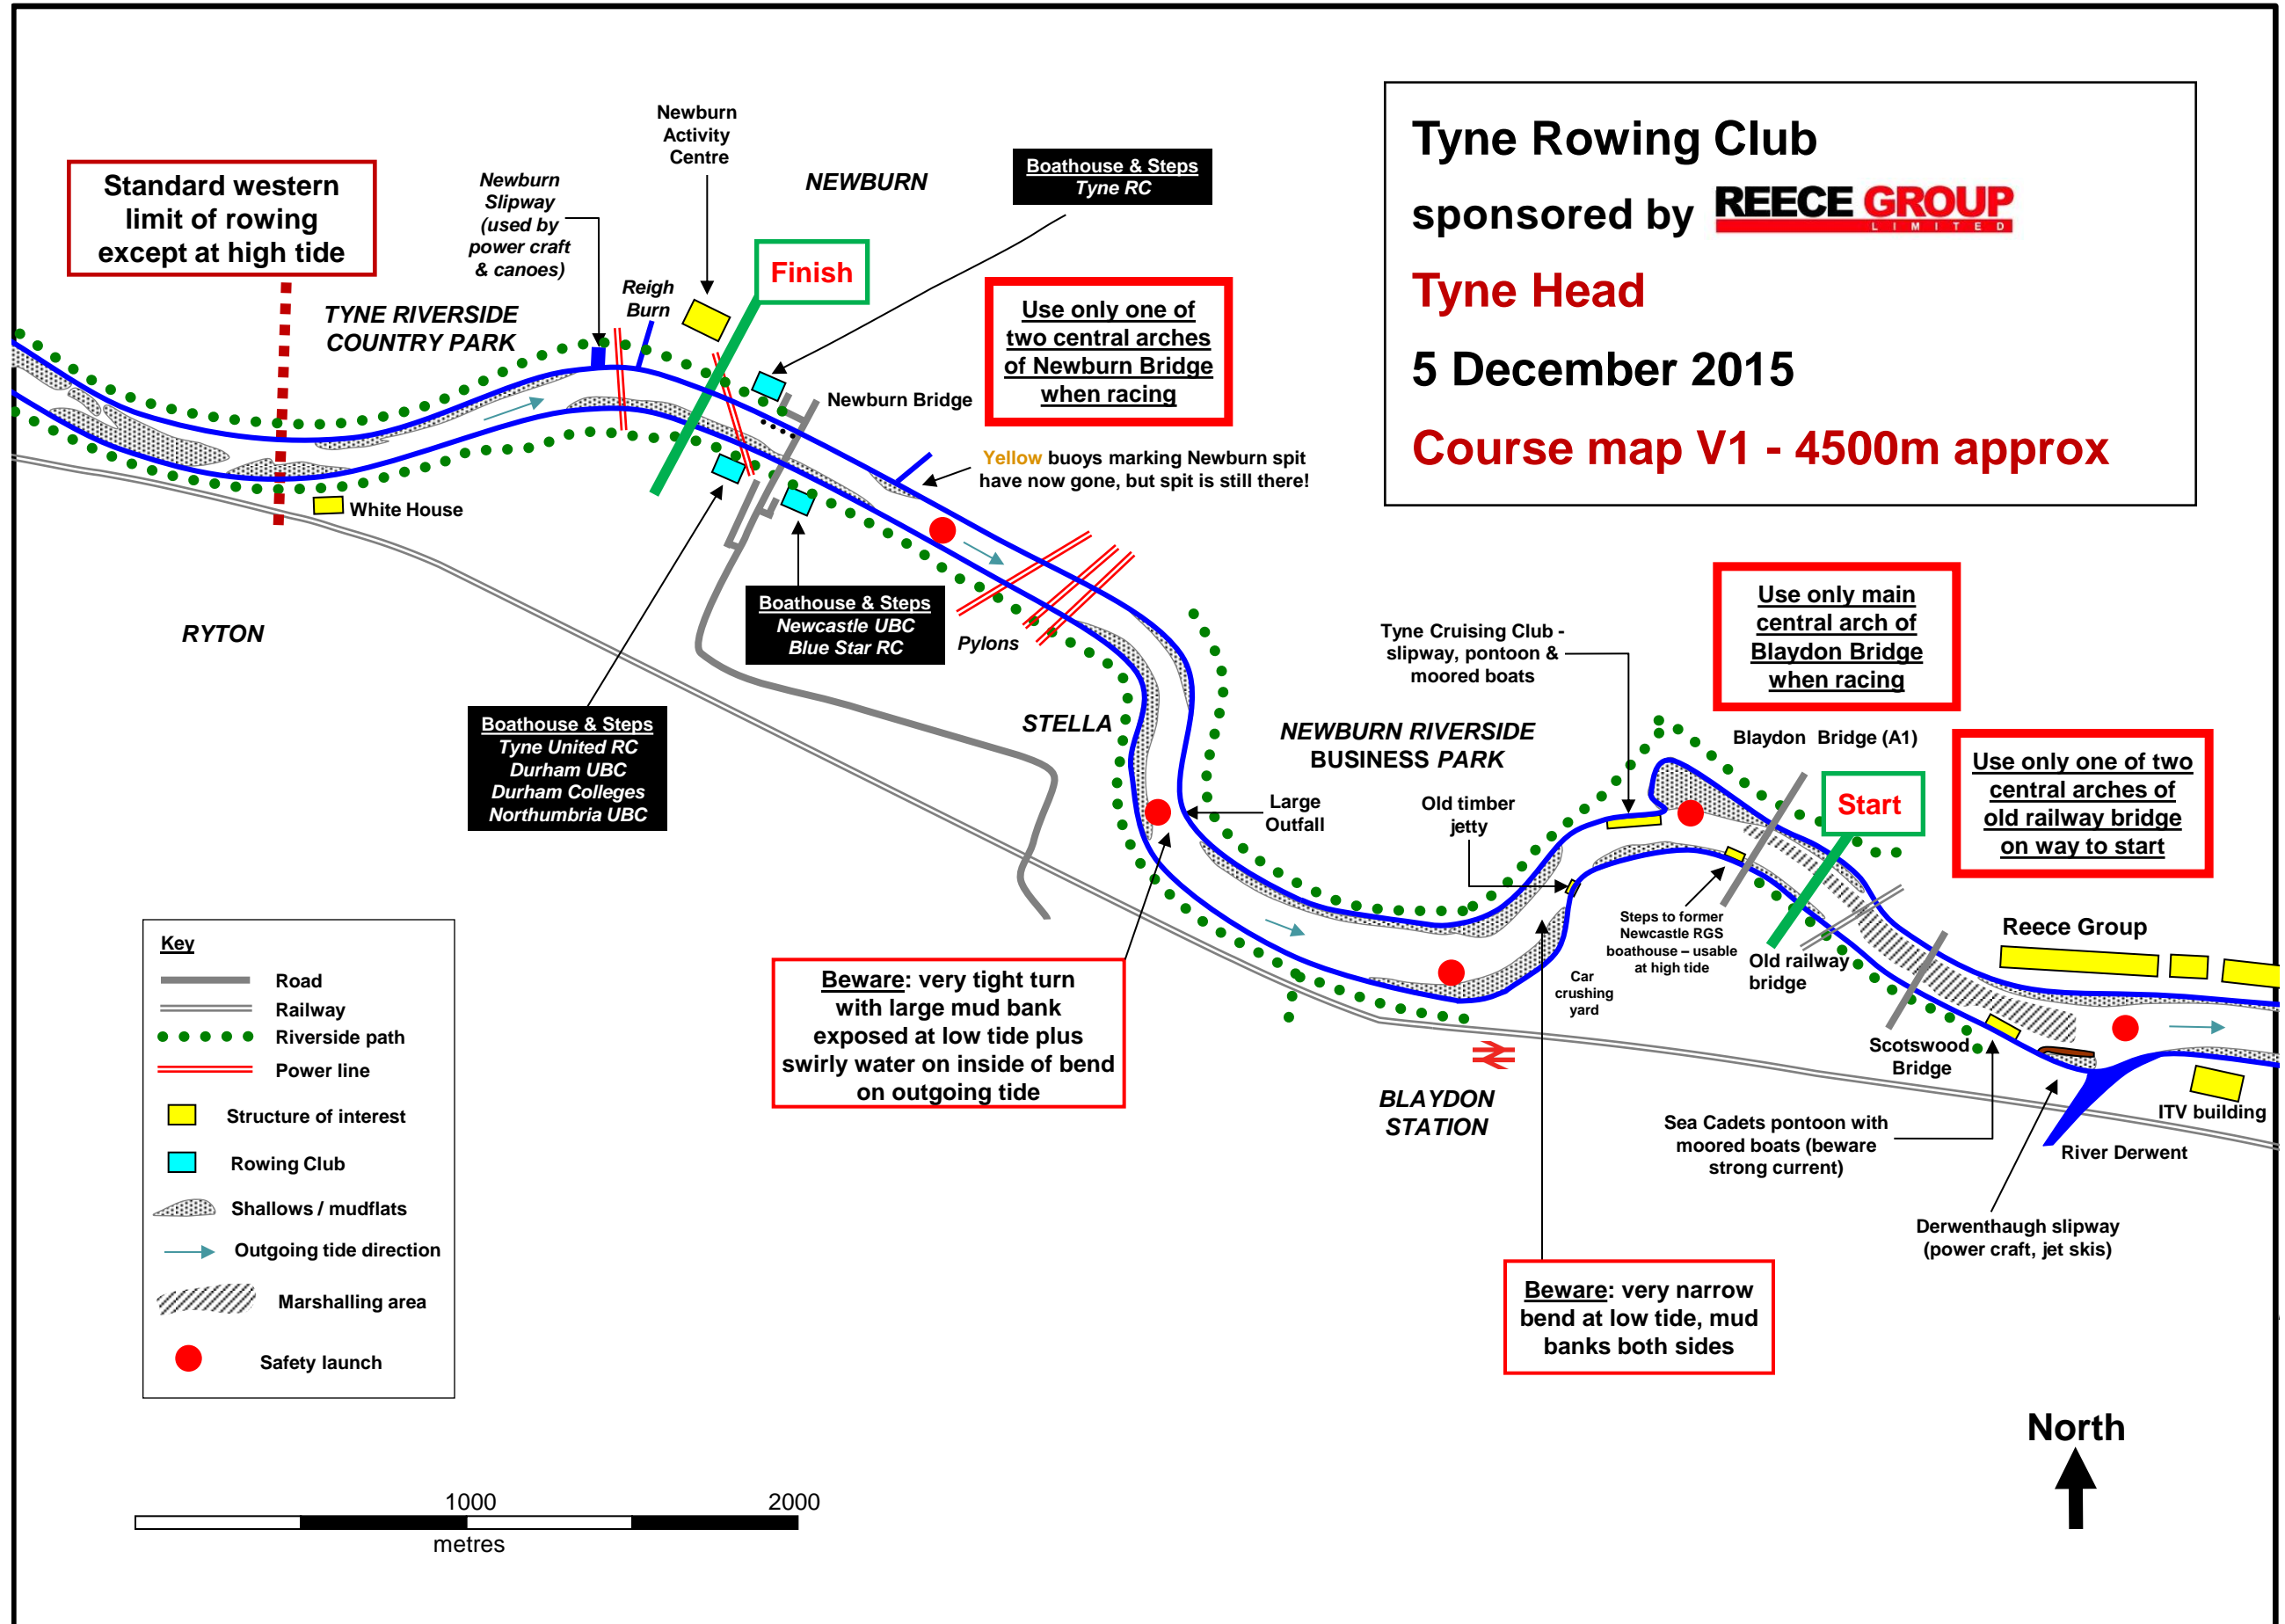 Tyne Rowing Club
sponsored by REECE GROUP
LIMITED
Tyne Head
5 December 2015
Course map V1 - 4500m approx
Standard western
limit of rowing
except at high tide
Newburn
Slipway
(used by
power craft
& canoes)
Newburn
Activity
Centre
NEWBURN
Boathouse & Steps
Tyne RC
Finish
Reigh
Burn
TYNE RIVERSIDE
COUNTRY PARK
Use only one of
two central arches
of Newburn Bridge
when racing
Newburn Bridge
Yellow buoys marking Newburn spit
have now gone, but spit is still there!
White House
RYTON
Boathouse & Steps
Newcastle UBC
Blue Star RC
Pylons
Boathouse & Steps
Tyne United RC
Durham UBC
Durham Colleges
Northumbria UBC
STELLA
Tyne Cruising Club -
slipway, pontoon &
moored boats
NEWBURN RIVERSIDE
BUSINESS PARK
Use only main
central arch of
Blaydon Bridge
when racing
Blaydon Bridge (A1)
Start
Use only one of two
central arches of
old railway bridge
on way to start
Large
Outfall
Old timber
jetty
Steps to former
Newcastle RGS
boathouse – usable
at high tide
Old railway
bridge
Reece Group
Car
crushing
yard
Beware: very tight turn
with large mud bank
exposed at low tide plus
swirly water on inside of bend
on outgoing tide
Scotswood
Bridge
BLAYDON
STATION
Sea Cadets pontoon with
moored boats (beware
strong current)
ITV building
River Derwent
Derwenthaugh slipway
(power craft, jet skis)
Beware: very narrow
bend at low tide, mud
banks both sides
Key
Road
Railway
Riverside path
Power line
Structure of interest
Rowing Club
Shallows / mudflats
Outgoing tide direction
Marshalling area
Safety launch
North
1000 2000
metres